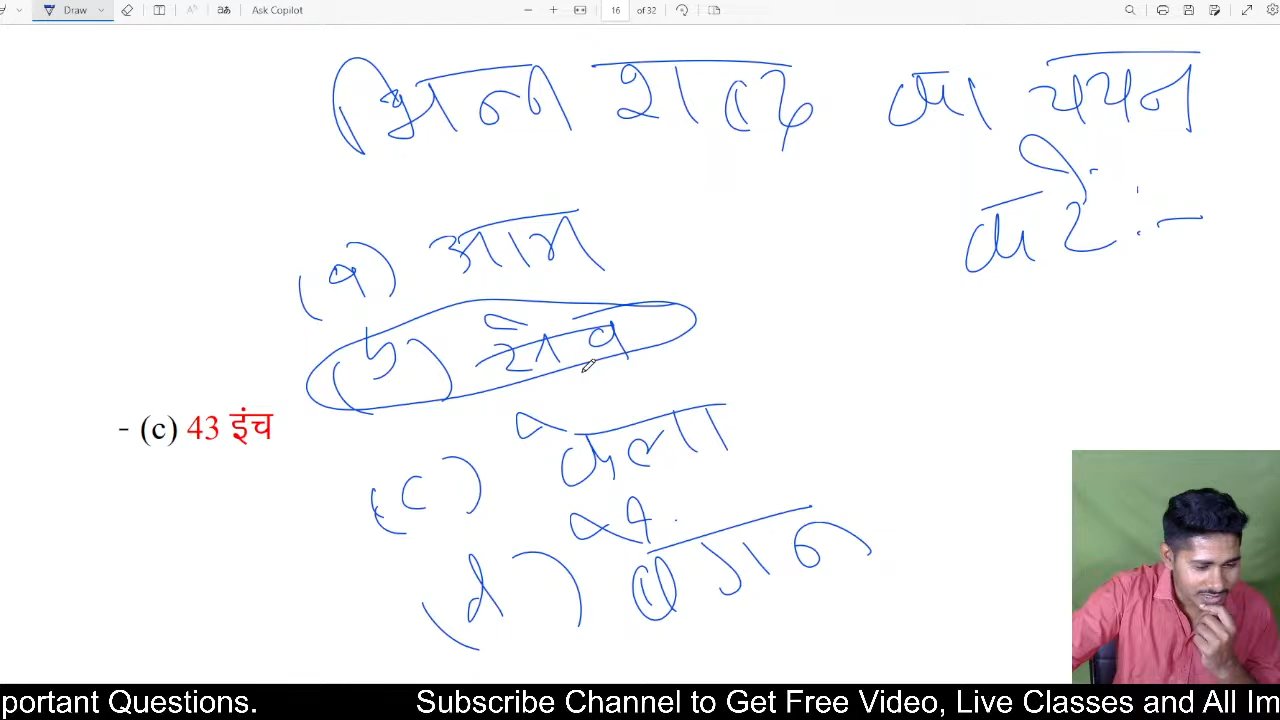 Draw
Ask Copilot
16 of 32
भिन्न शब्द का चयन
करें :-
(a) आम
(b) सेव
- (c) 43 इंच
(c) केला
(d) बैगन
portant Questions. Subscribe Channel to Get Free Video, Live Classes and All Im